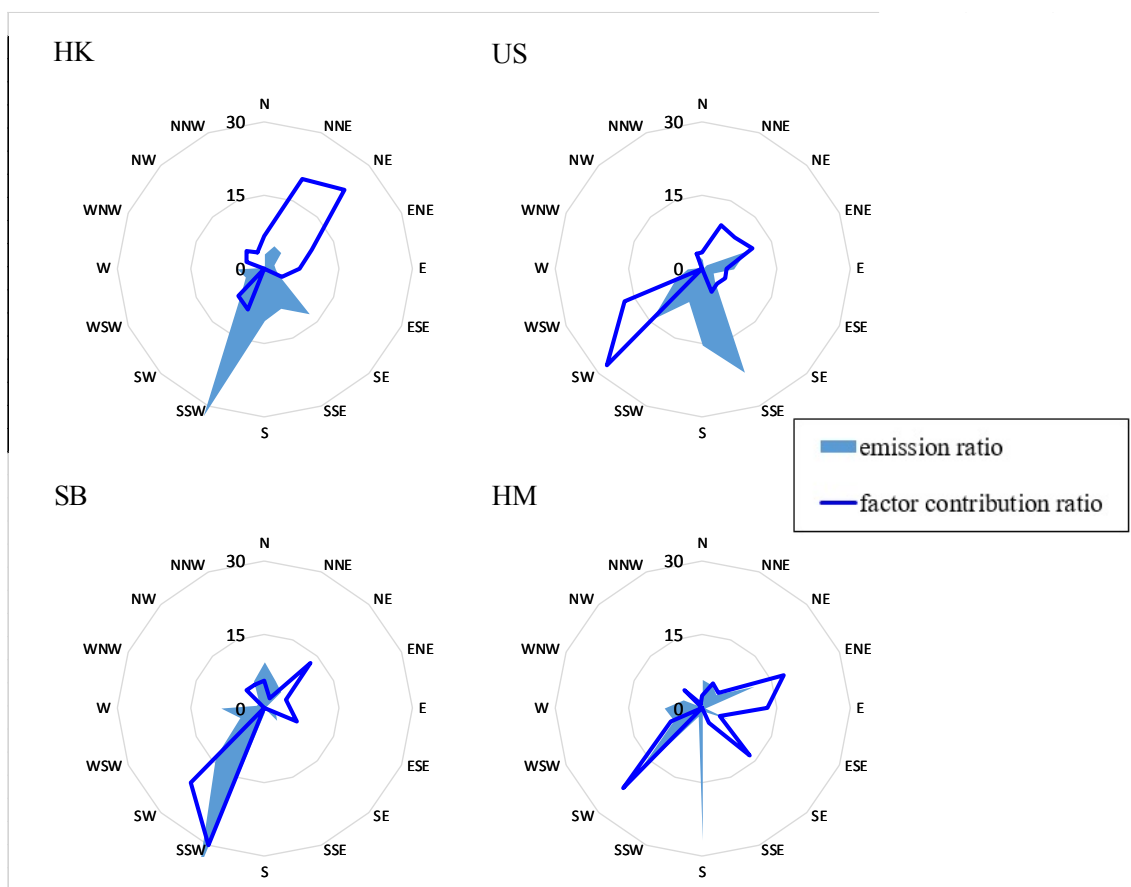 HK
N
NNW 30 NNE
NW NE
15
WNW ENE
W 0 E
WSW ESE
SW SE
SSW SSE
S
US
N
NNW 30 NNE
NW NE
15
WNW ENE
W 0 E
WSW ESE
SW SE
SSW SSE
S
emission ratio
factor contribution ratio
SB
N
NNW 30 NNE
NW NE
15
WNW ENE
W 0 E
WSW ESE
SW SE
SSW SSE
S
HM
N
NNW 30 NNE
NW NE
15
WNW ENE
W 0 E
WSW ESE
SW SE
SSW SSE
S